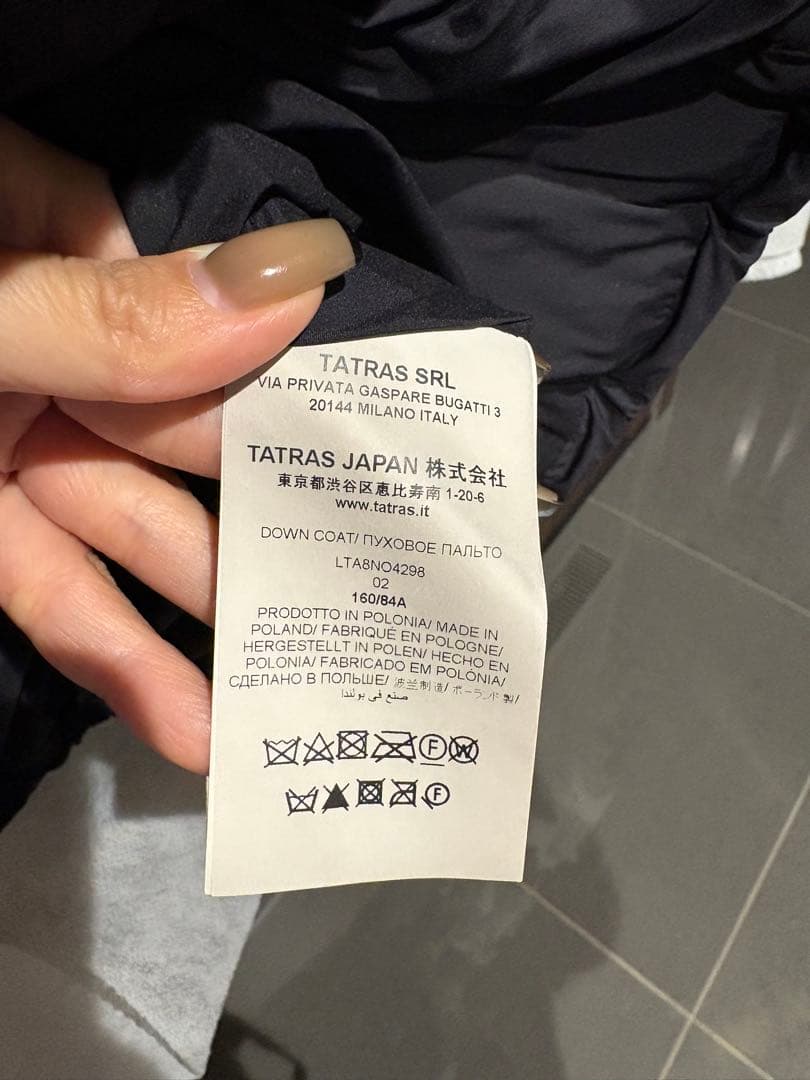 TATRAS SRL
VIA PRIVATA GASPARE BUGATTI 3
20144 MILANO ITALY
TATRAS JAPAN 株式会社
東京都渋谷区恵比寿南 1-20-6
www.tatras.it
DOWN COAT/ ПУХОВОЕ ПАЛЬТО
LTA8NO4298
02
160/84A
PRODOTTO IN POLONIA/ MADE IN
POLAND/ FABRIQUÉ EN POLOGNE/
HERGESTELLT IN POLEN/ HECHO EN
POLONIA/ FABRICADO EM POLÓNIA/
СДЕЛАНО В ПОЛЬШЕ/ 波兰制造/ ポーランド製/
صنع في بولندا
F W
F